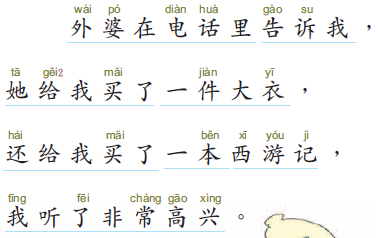 wài pó diàn huà gào su
外婆在电话里告诉我，
tā gěi2 mǎi jiàn yī
她给我买了一件大衣，
hái mǎi běn xī yóu jì
还给我买了一本西游记，
tīng fēi cháng gāo xìng
我听了非常高兴。